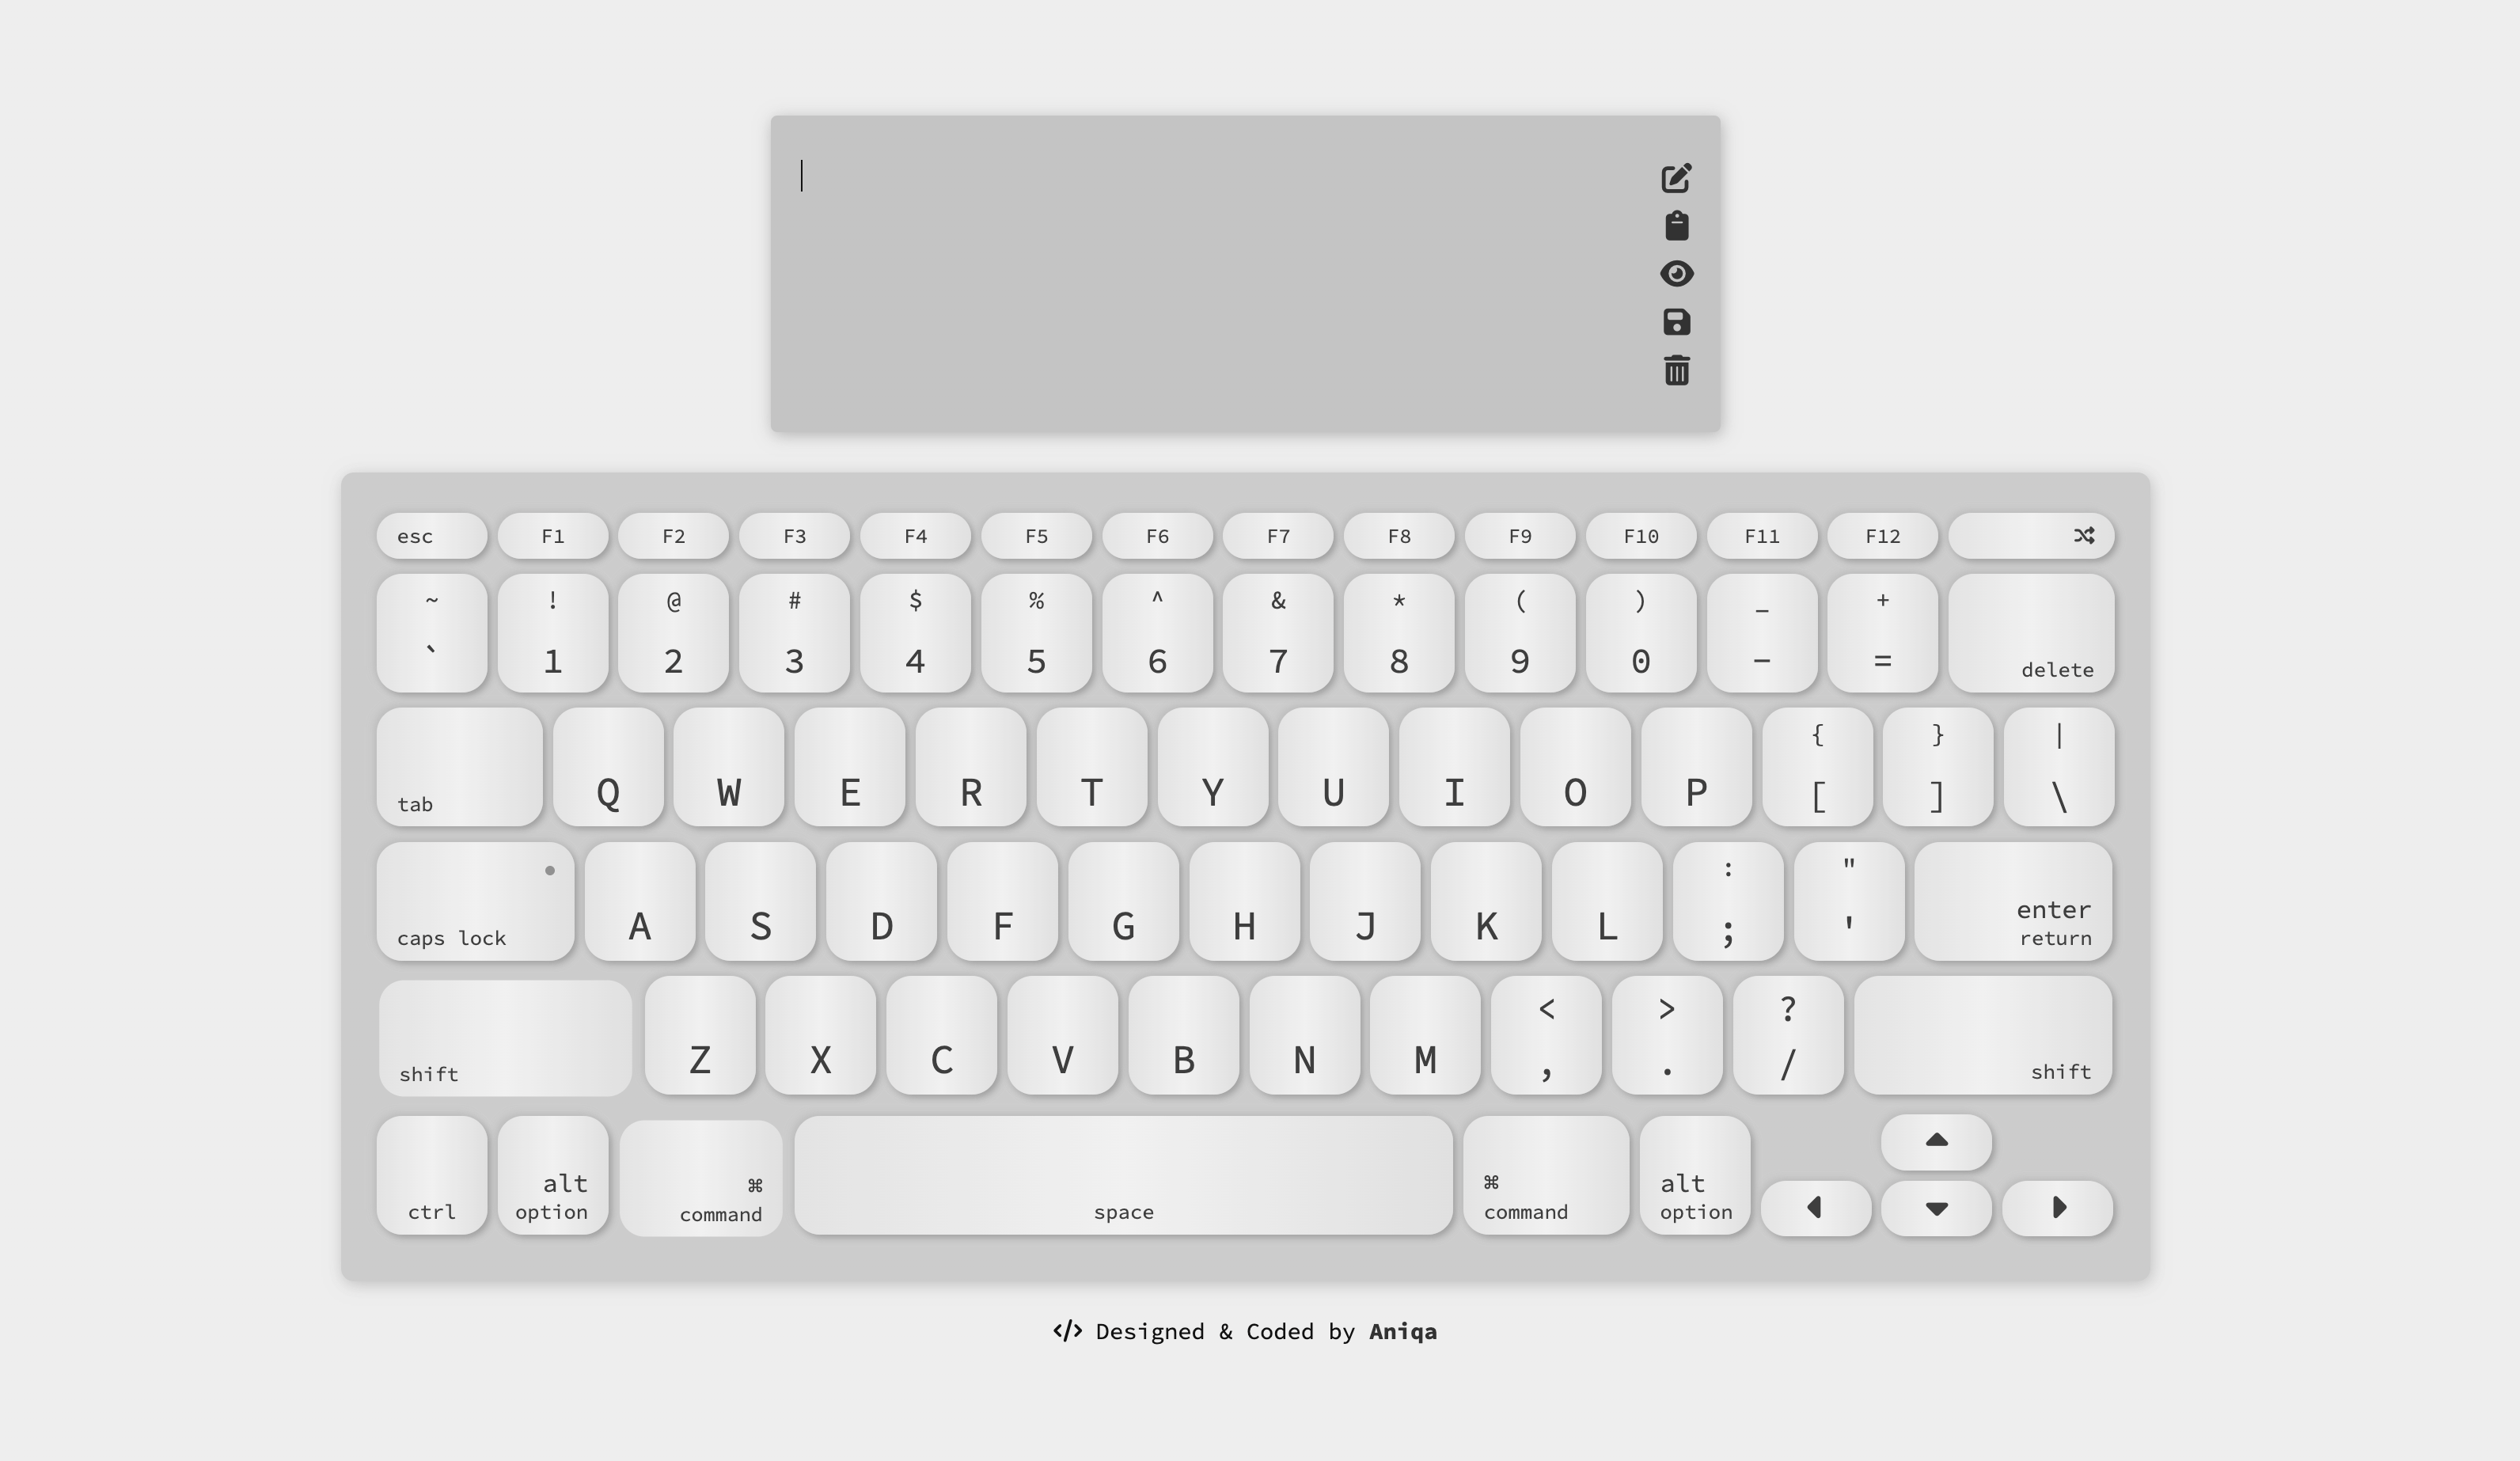 esc F1 F2 F3 F4 F5 F6 F7 F8 F9 F10 F11 F12
~ ! @ # $ % ^ & * ( ) _ +
` 1 2 3 4 5 6 7 8 9 0 - = delete
{ } |
tab Q W E R T Y U I O P [ ] \
: "
caps lock A S D F G H J K L ; ' enter
return
< > ?
shift Z X C V B N M , . / shift
alt ⌘ ⌘ alt
ctrl option command space command option
</> Designed & Coded by Aniqa